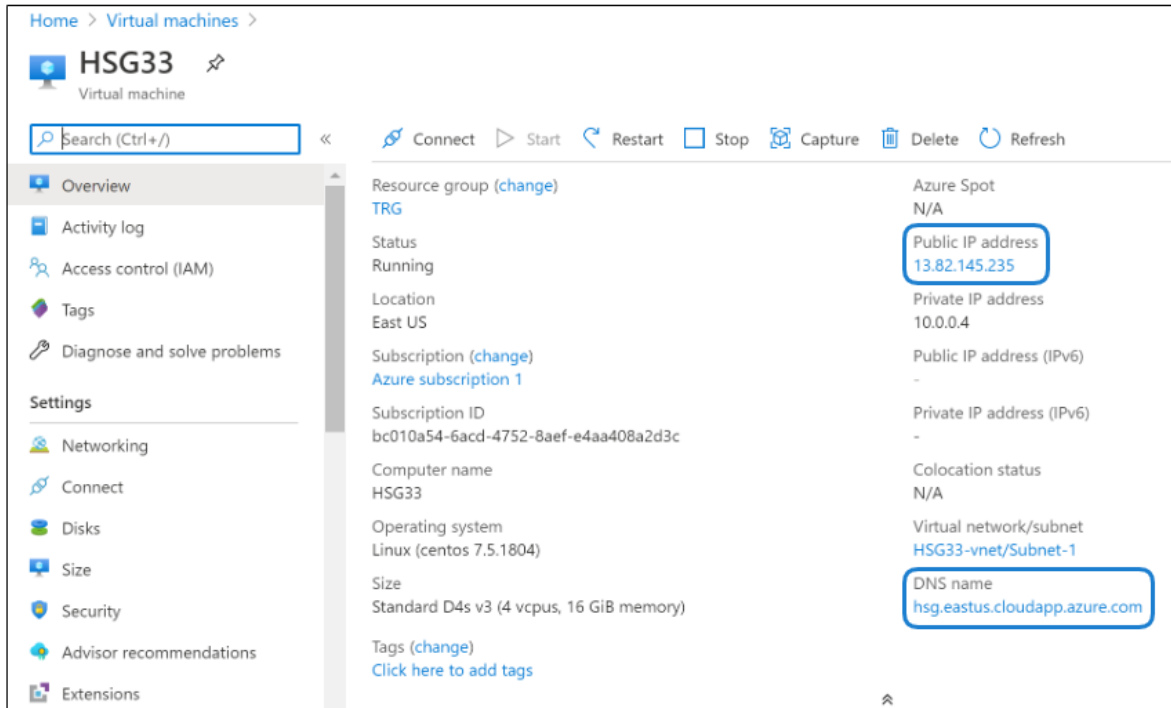 Home > Virtual machines >
HSG33
Virtual machine
Search (Ctrl+/)
«
Overview
Activity log
Access control (IAM)
Tags
Diagnose and solve problems
Settings
Networking
Connect
Disks
Size
Security
Advisor recommendations
Extensions
Connect Start Restart Stop Capture Delete Refresh
Resource group (change)
TRG
Status
Running
Location
East US
Subscription (change)
Azure subscription 1
Subscription ID
bc010a54-6acd-4752-8aef-e4aa408a2d3c
Computer name
HSG33
Operating system
Linux (centos 7.5.1804)
Size
Standard D4s v3 (4 vcpus, 16 GiB memory)
Tags (change)
Click here to add tags
Azure Spot
N/A
Public IP address
13.82.145.235
Private IP address
10.0.0.4
Public IP address (IPv6)
-
Private IP address (IPv6)
-
Colocation status
N/A
Virtual network/subnet
HSG33-vnet/Subnet-1
DNS name
hsg.eastus.cloudapp.azure.com